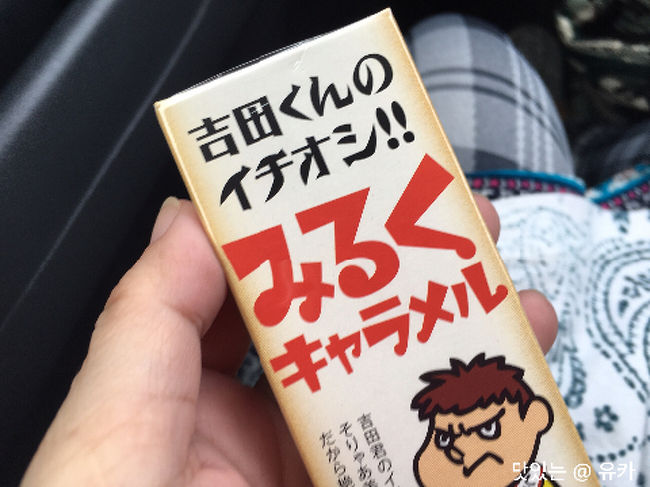 吉田くんの
イチオシ!!
みるく
キャラメル
吉田君のイ
そりゃあ
だから
맛있는 @ 유카